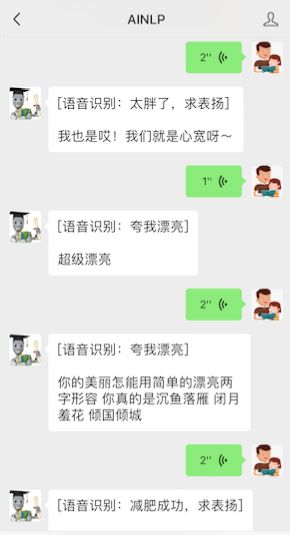 AINLP
2''
[语音识别：太胖了，求表扬]
我也是哎！我们就是心宽呀～
1''
[语音识别：夸我漂亮]
超级漂亮
2''
[语音识别：夸我漂亮]
你的美丽怎能用简单的漂亮两
字形容 你真的是沉鱼落雁 闭月
羞花 倾国倾城
2''
[语音识别：减肥成功，求表扬]